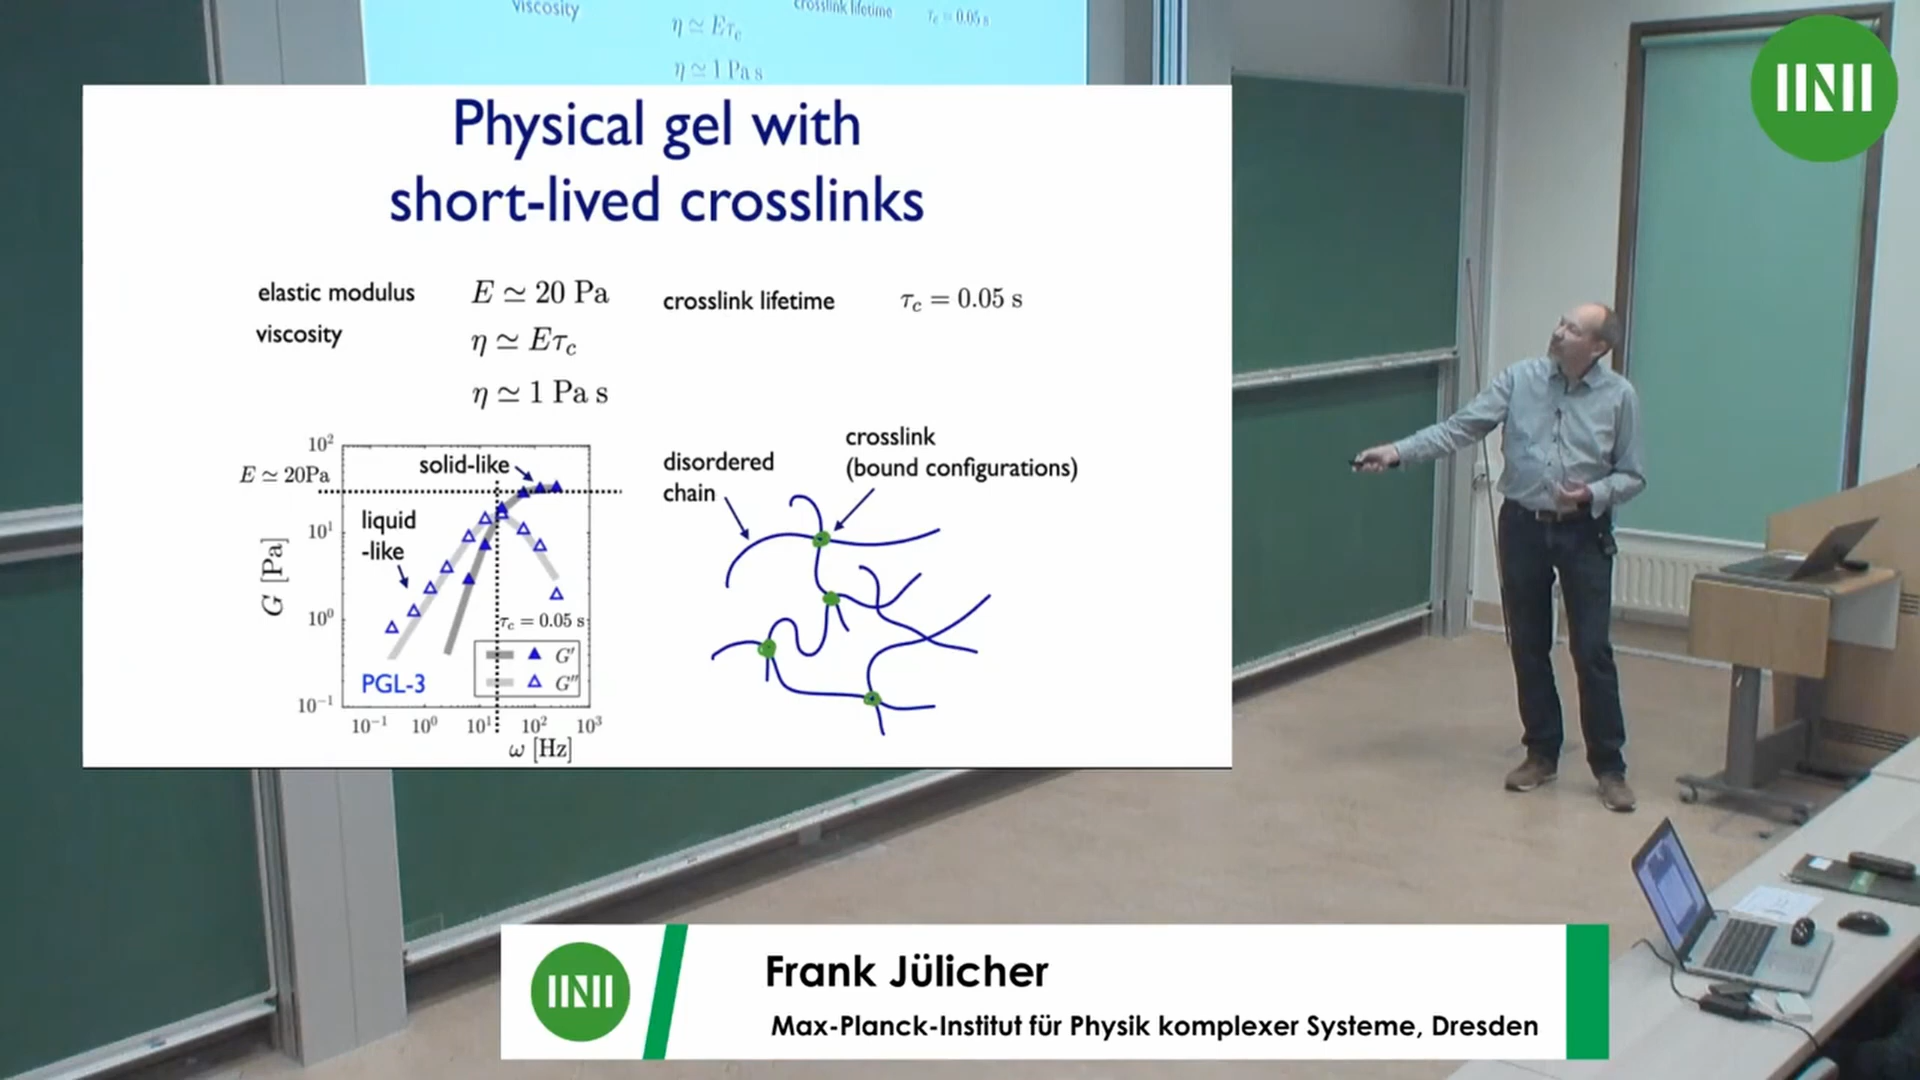 viscosity
η ≃ Eτc
crosslink lifetime
τc = 0.05 s
η ≃ 1 Pa s
Physical gel with
short-lived crosslinks
elastic modulus
E ≃ 20 Pa
crosslink lifetime
τc = 0.05 s
viscosity
η ≃ Eτc
η ≃ 1 Pa s
10²
E ≃ 20Pa
10¹
10⁰
10⁻¹
G [Pa]
solid-like
liquid
-like
τc = 0.05 s
G′
G″
PGL-3
10⁻¹ 10⁰ 10¹ 10² 10³
ω [Hz]
disordered
chain
crosslink
(bound configurations)
Frank Jülicher
Max-Planck-Institut für Physik komplexer Systeme, Dresden